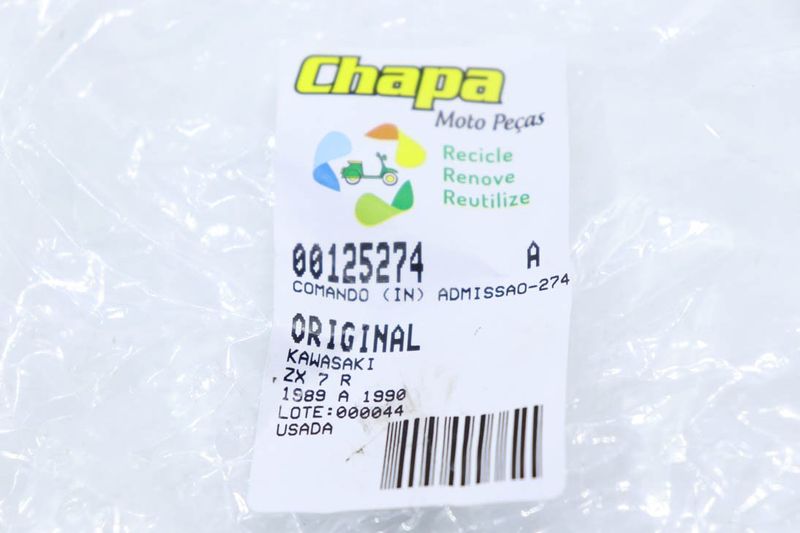 Chapa
Moto Peças
Recicle
Renove
Reutilize
00125274 A
COMANDO (IN) ADMISSAO-274
ORIGINAL
KAWASAKI
ZX 7 R
1989 A 1990
LOTE:000044
USADA